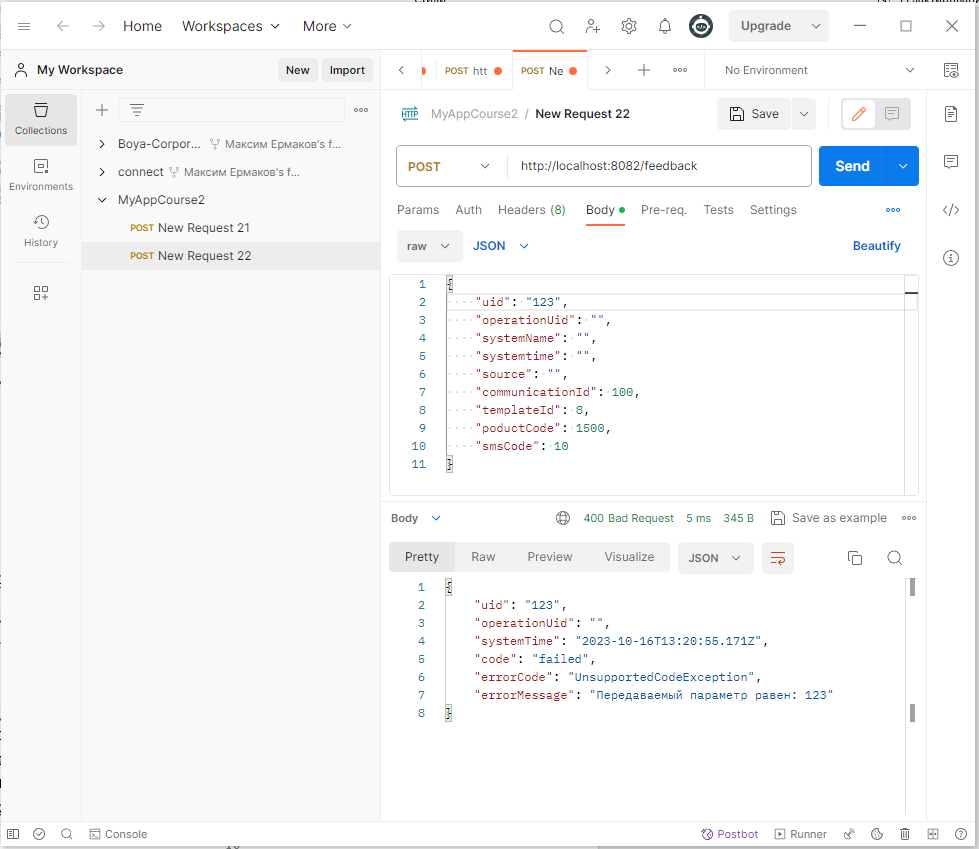 Home
Workspaces
More
Upgrade
My Workspace
New
Import
POST htt
POST Ne
No Environment
Collections
Environments
History
Boya-Corpor... Максим Ермаков's f...
connect Максим Ермаков's f...
MyAppCourse2
POST New Request 21
POST New Request 22
HTTP MyAppCourse2 / New Request 22
Save
POST
http://localhost:8082/feedback
Send
Params Auth Headers (8) Body Pre-req. Tests Settings
raw JSON Beautify
1 {
2 "uid": "123",
3 "operationUid": "",
4 "systemName": "",
5 "systemtime": "",
6 "source": "",
7 "communicationId": 100,
8 "templateId": 8,
9 "poductCode": 1500,
10 "smsCode": 10
11 }
Body 400 Bad Request 5 ms 345 B Save as example
Pretty Raw Preview Visualize JSON
1 {
2 "uid": "123",
3 "operationUid": "",
4 "systemTime": "2023-10-16T13:20:55.171Z",
5 "code": "failed",
6 "errorCode": "UnsupportedCodeException",
7 "errorMessage": "Передаваемый параметр равен: 123"
8 }
Console
Postbot
Runner